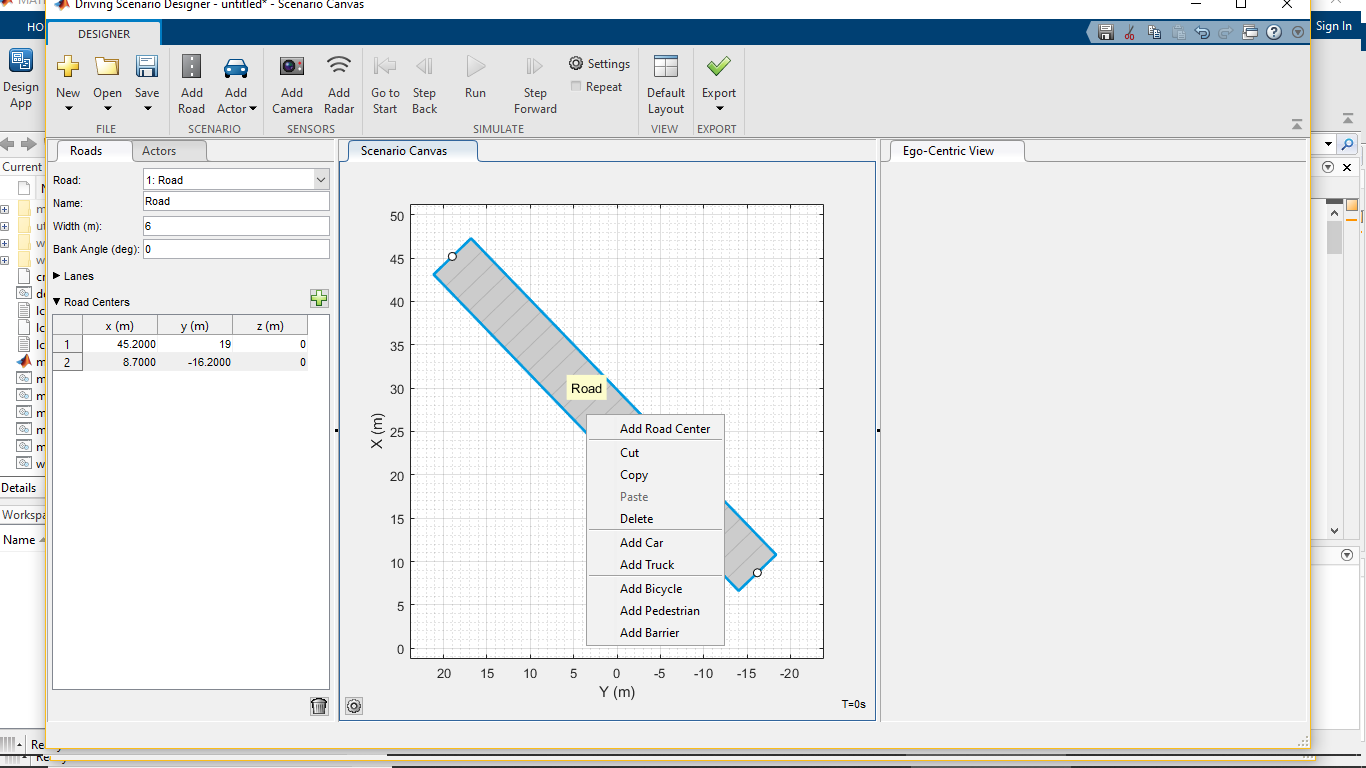 MAT
Driving Scenario Designer - untitled* - Scenario Canvas
HO
DESIGNER
Sign In
Design
App
New
Open
Save
Add
Road
Add
Actor
Add
Camera
Add
Radar
Go to
Start
Step
Back
Run
Step
Forward
Settings
Repeat
Default
Layout
Export
FILE
SCENARIO
SENSORS
SIMULATE
VIEW
EXPORT
Current
Roads
Actors
Scenario Canvas
Ego-Centric View
Road:
1: Road
Name:
Road
Width (m):
6
Bank Angle (deg):
0
Lanes
Road Centers
x (m) y (m) z (m)
1 45.2000 19 0
2 8.7000 -16.2000 0
50
45
40
35
30
25
20
15
10
5
0
X (m)
20 15 10 5 0 -5 -10 -15 -20
Y (m)
Road
Add Road Center
Cut
Copy
Paste
Delete
Add Car
Add Truck
Add Bicycle
Add Pedestrian
Add Barrier
T=0s
Details
Workspa
Name